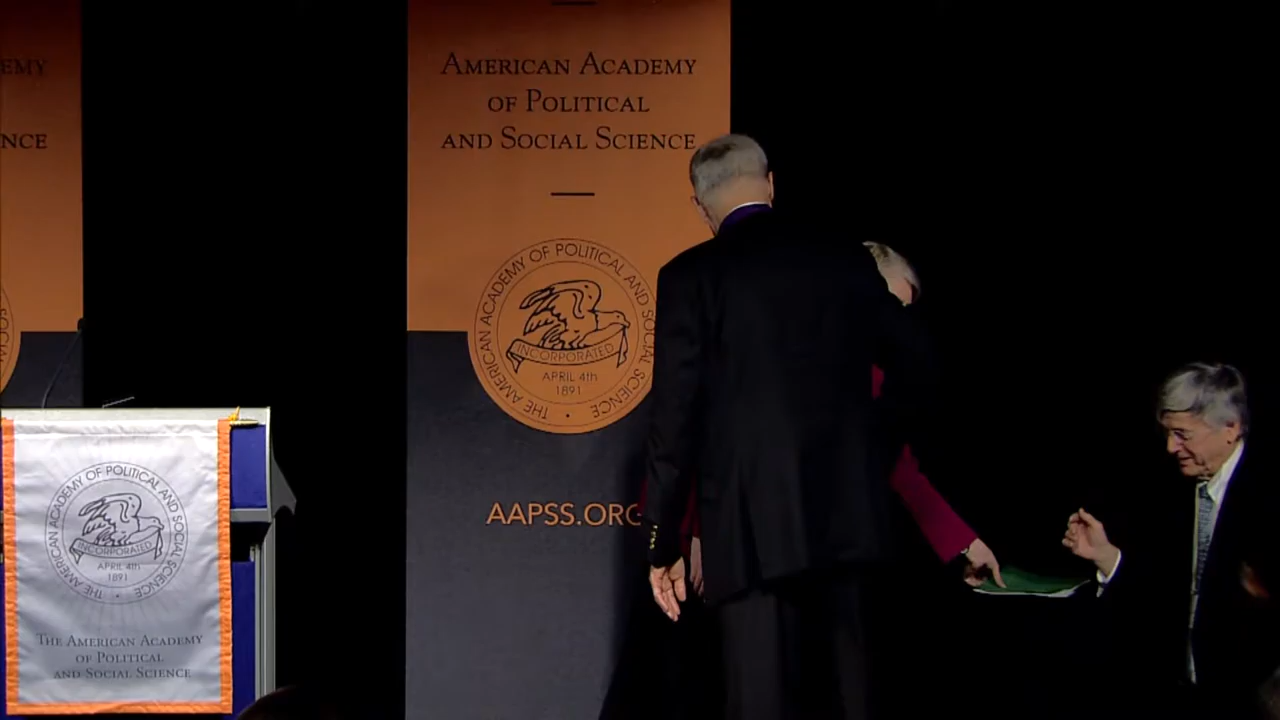 EMY
NCE
AMERICAN ACADEMY
OF POLITICAL
AND SOCIAL SCIENCE
THE AMERICAN ACADEMY OF POLITICAL AND SOCIAL SCIENCE
INCORPORATED
APRIL 4th
1891
AAPSS.ORG
THE AMERICAN ACADEMY OF POLITICAL AND SOCIAL SCIENCE
INCORPORATED
APRIL 4th
1891
THE AMERICAN ACADEMY
OF POLITICAL
AND SOCIAL SCIENCE